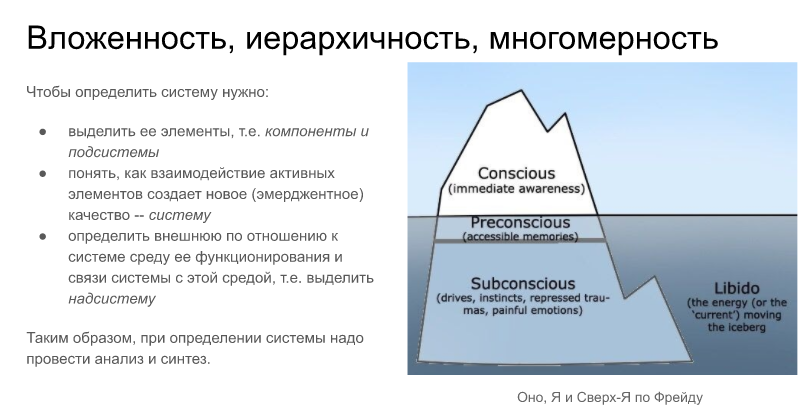 Вложенность, иерархичность, многомерность
Чтобы определить систему нужно:
● выделить ее элементы, т.е. компоненты и
подсистемы
● понять, как взаимодействие активных
элементов создает новое (эмерджентное)
качество -- систему
● определить внешнюю по отношению к
системе среду ее функционирования и
связи системы с этой средой, т.е. выделить
надсистему
Таким образом, при определении системы надо
провести анализ и синтез.
Conscious
(immediate awareness)
Preconscious
(accessible memories)
Subconscious
(drives, instincts, repressed trau-
mas, painful emotions)
Libido
(the energy (or the
‘current’) moving
the iceberg
Оно, Я и Сверх-Я по Фрейду